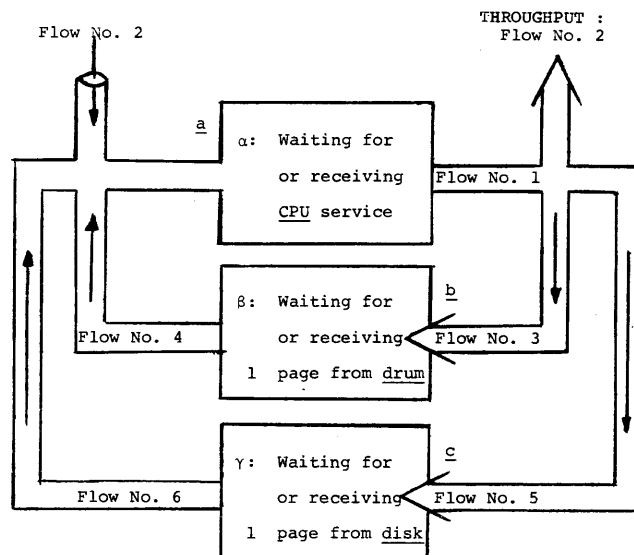 THROUGHPUT :
Flow No. 2
Flow No. 2
a
α: Waiting for
or receiving
CPU service
Flow No. 1
b
β: Waiting for
or receiving
1 page from drum
Flow No. 4
Flow No. 3
c
γ: Waiting for
or receiving
1 page from disk
Flow No. 6
Flow No. 5